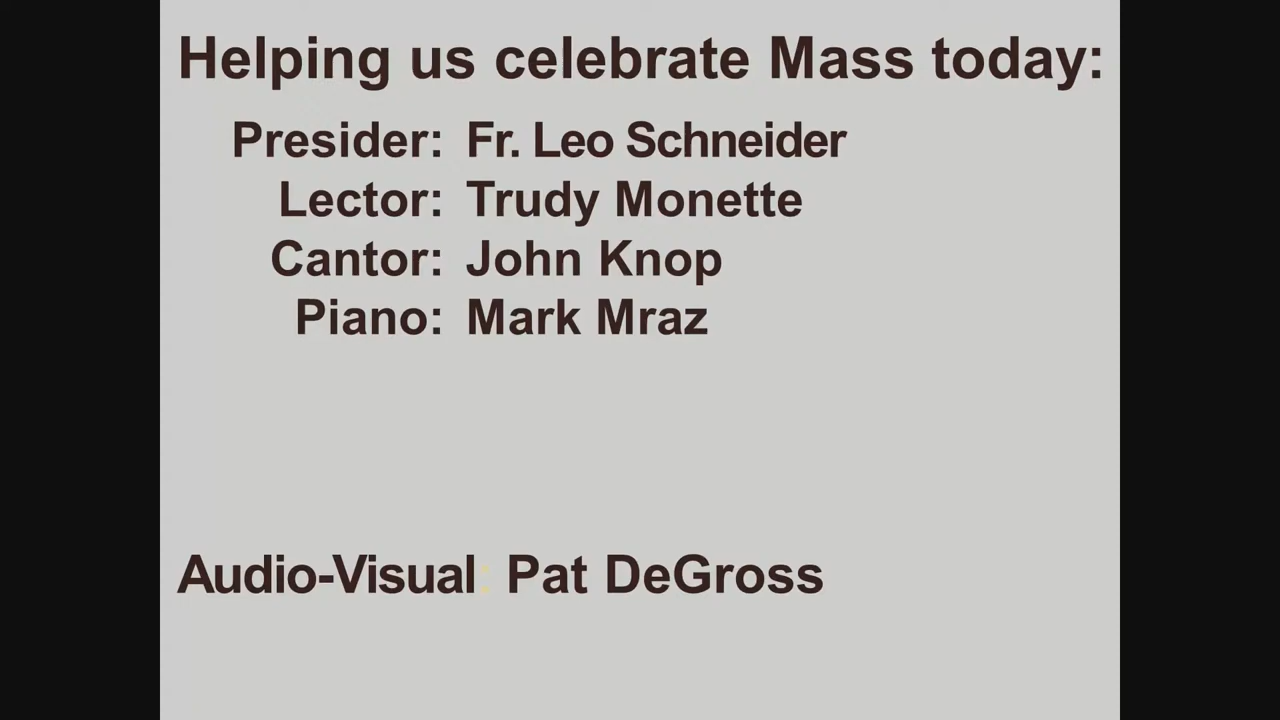 Helping us celebrate Mass today:
Presider: Fr. Leo Schneider
Lector: Trudy Monette
Cantor: John Knop
Piano: Mark Mraz
Audio-Visual: Pat DeGross